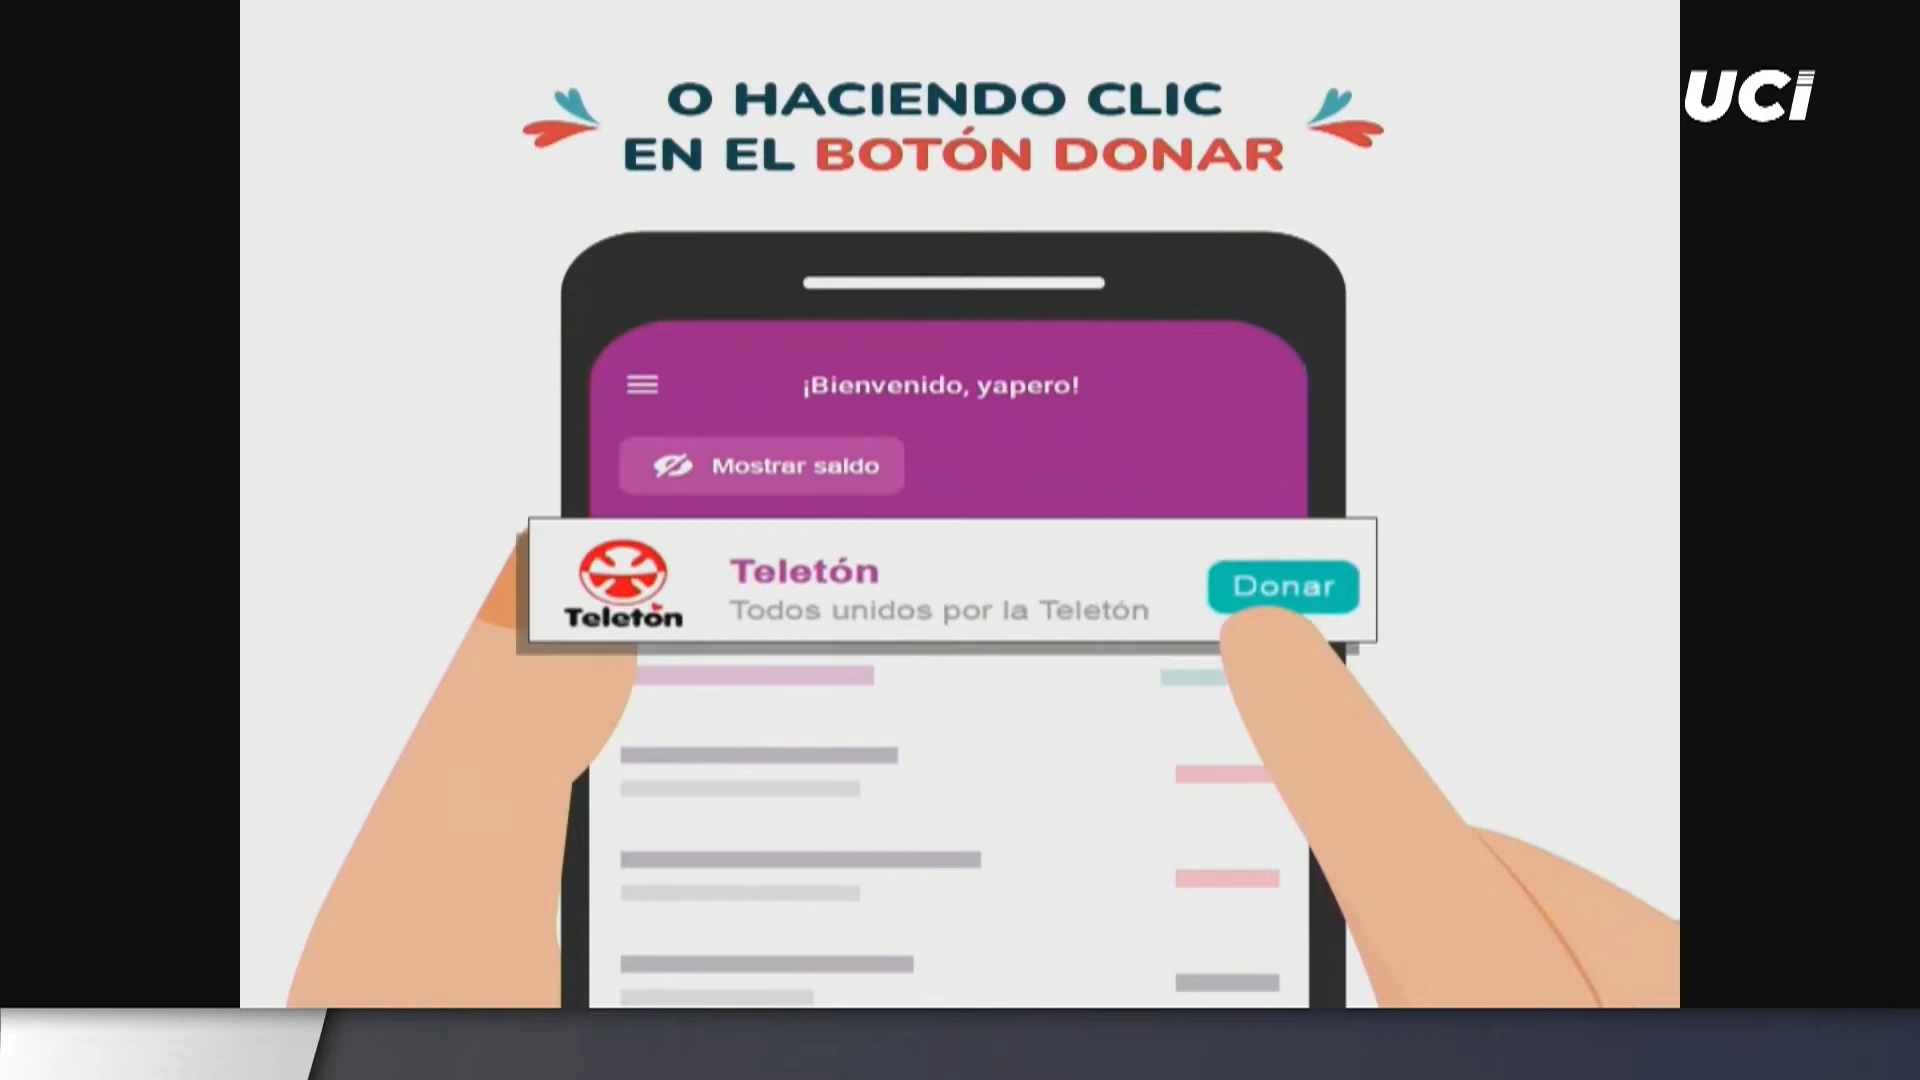 O HACIENDO CLIC
EN EL BOTÓN DONAR
UCI
¡Bienvenido, yapero!
Mostrar saldo
Teletón
Teletón
Todos unidos por la Teletón
Donar